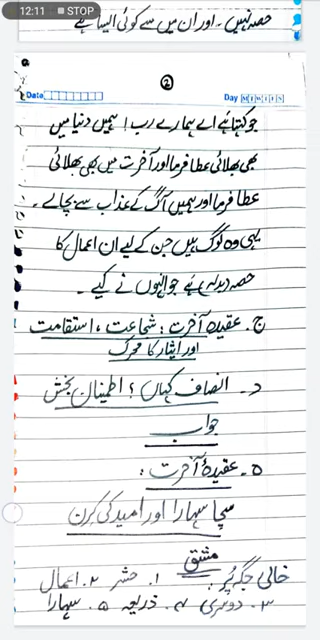 12:11 STOP
حصہ نہیں۔ اور ان میں سے کوئی ایسا ہے
②
Date Day M T W T F S
جو کہتا ہے اے ہمارے رب! ہمیں دنیا میں
بھی بھلائی عطا فرما اور آخرت میں بھی بھلائی
عطا فرما اور ہمیں آگ کے عذاب سے بچا لے۔
یہی وہ لوگ ہیں جن کے لیے ان اعمال کا
حصہ (بدلہ) ہے جو انہوں نے کیے۔
ج۔ عقیدہ آخرت: شجاعت، استقامت
اور ایثار کا محرک
د۔ انصاف کہاں؟ اطمینان بخش
جواب
ہ۔ عقیدۂ آخرت:
سچا سہارا اور امید کی کرن
مشق
خالی جگہ پُر: ۱. حشر ۲. اعمال
۳. دوسری ۴. ذریعہ ۵. سہارا